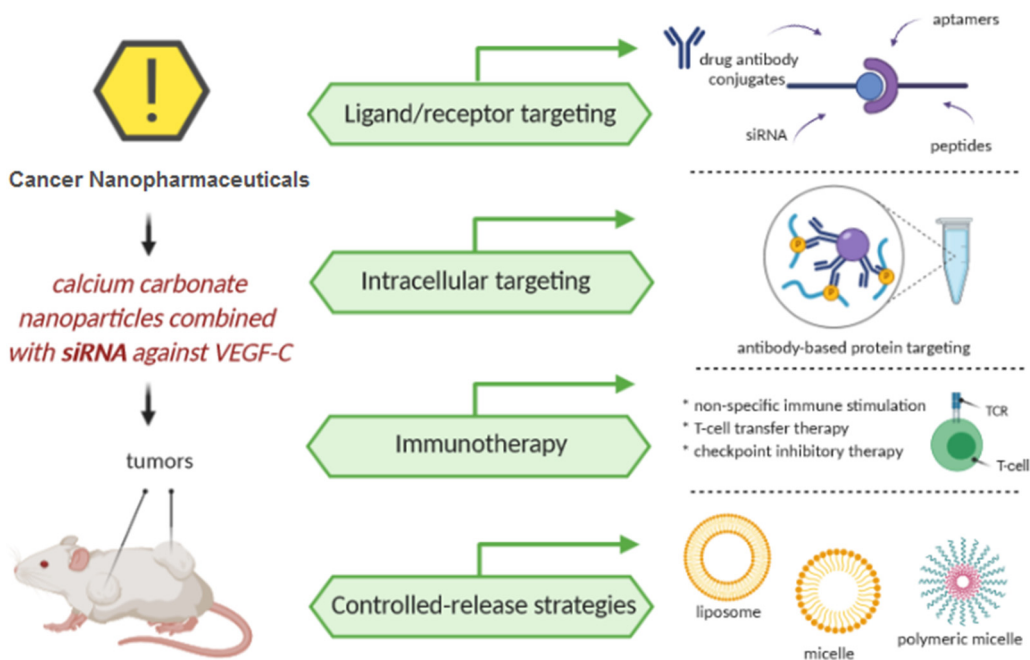 Cancer Nanopharmaceuticals
calcium carbonate
nanoparticles combined
with siRNA against VEGF-C
tumors
Ligand/receptor targeting
drug antibody
conjugates
aptamers
siRNA
peptides
Intracellular targeting
P
P
P
antibody-based protein targeting
Immunotherapy
* non-specific immune stimulation
* T-cell transfer therapy
* checkpoint inhibitory therapy
TCR
T-cell
Controlled-release strategies
liposome
micelle
polymeric micelle